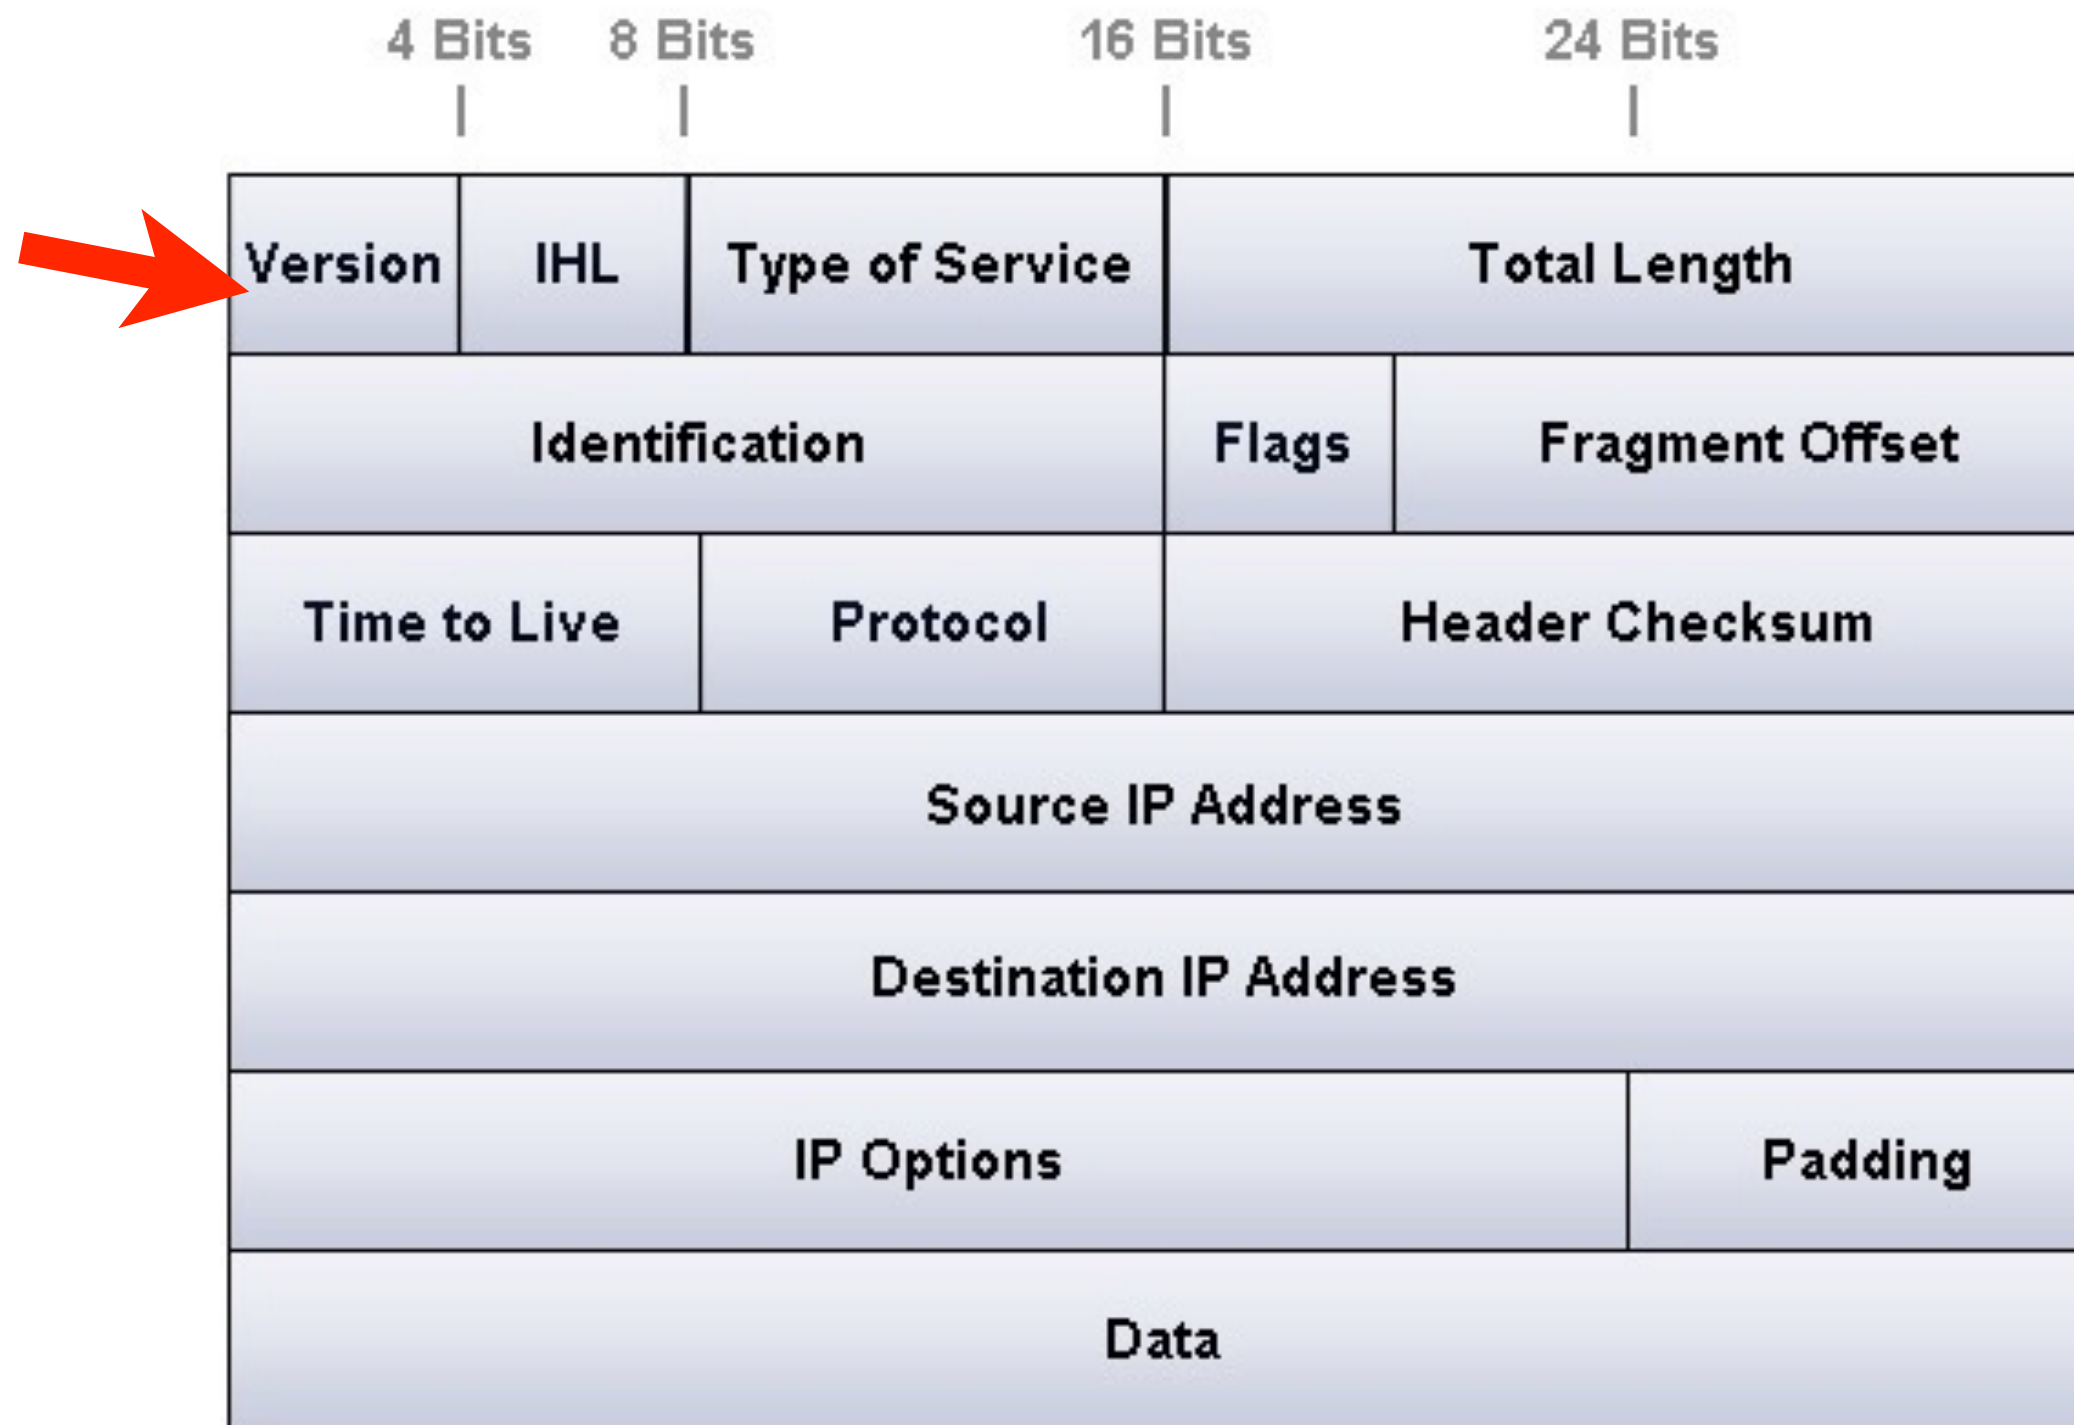 4 Bits 8 Bits 16 Bits 24 Bits
Version IHL Type of Service Total Length
Identification Flags Fragment Offset
Time to Live Protocol Header Checksum
Source IP Address
Destination IP Address
IP Options Padding
Data